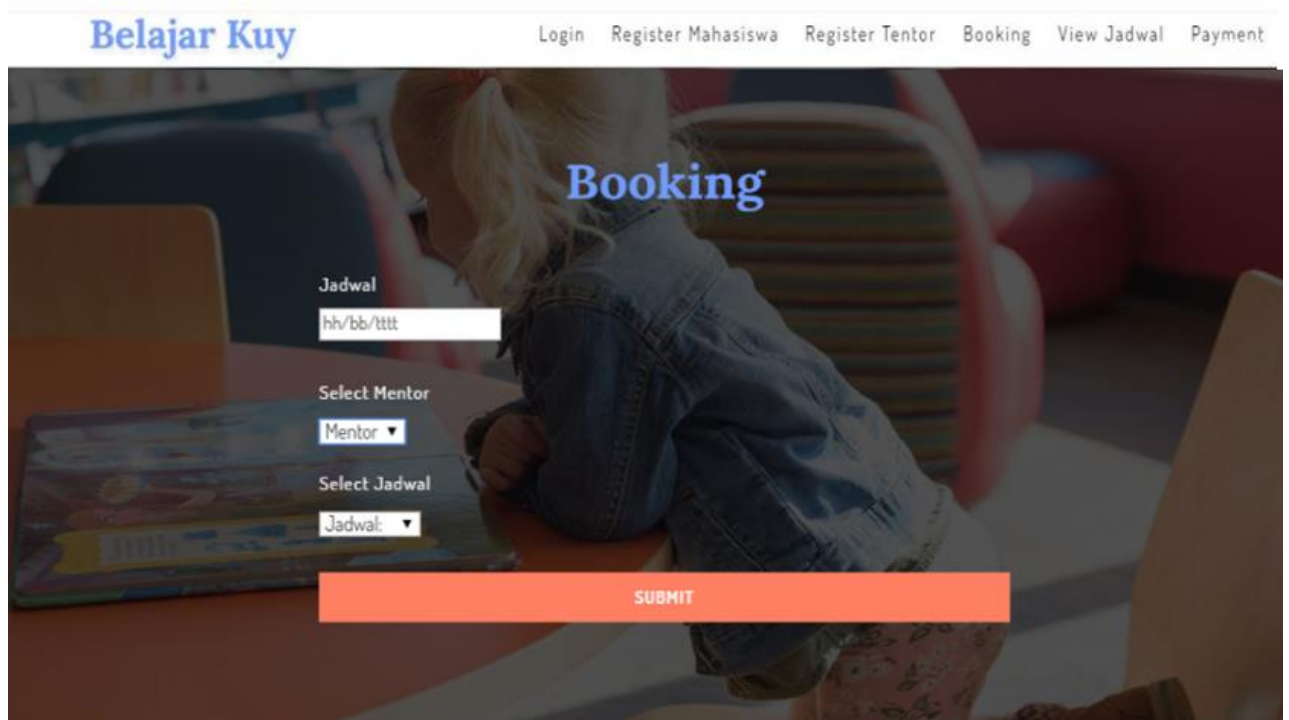 Belajar Kuy
Login Register Mahasiswa Register Tentor Booking View Jadwal Payment
Booking
Jadwal
hh/bb/tttt
Select Mentor
Mentor
Select Jadwal
Jadwal:
SUBMIT